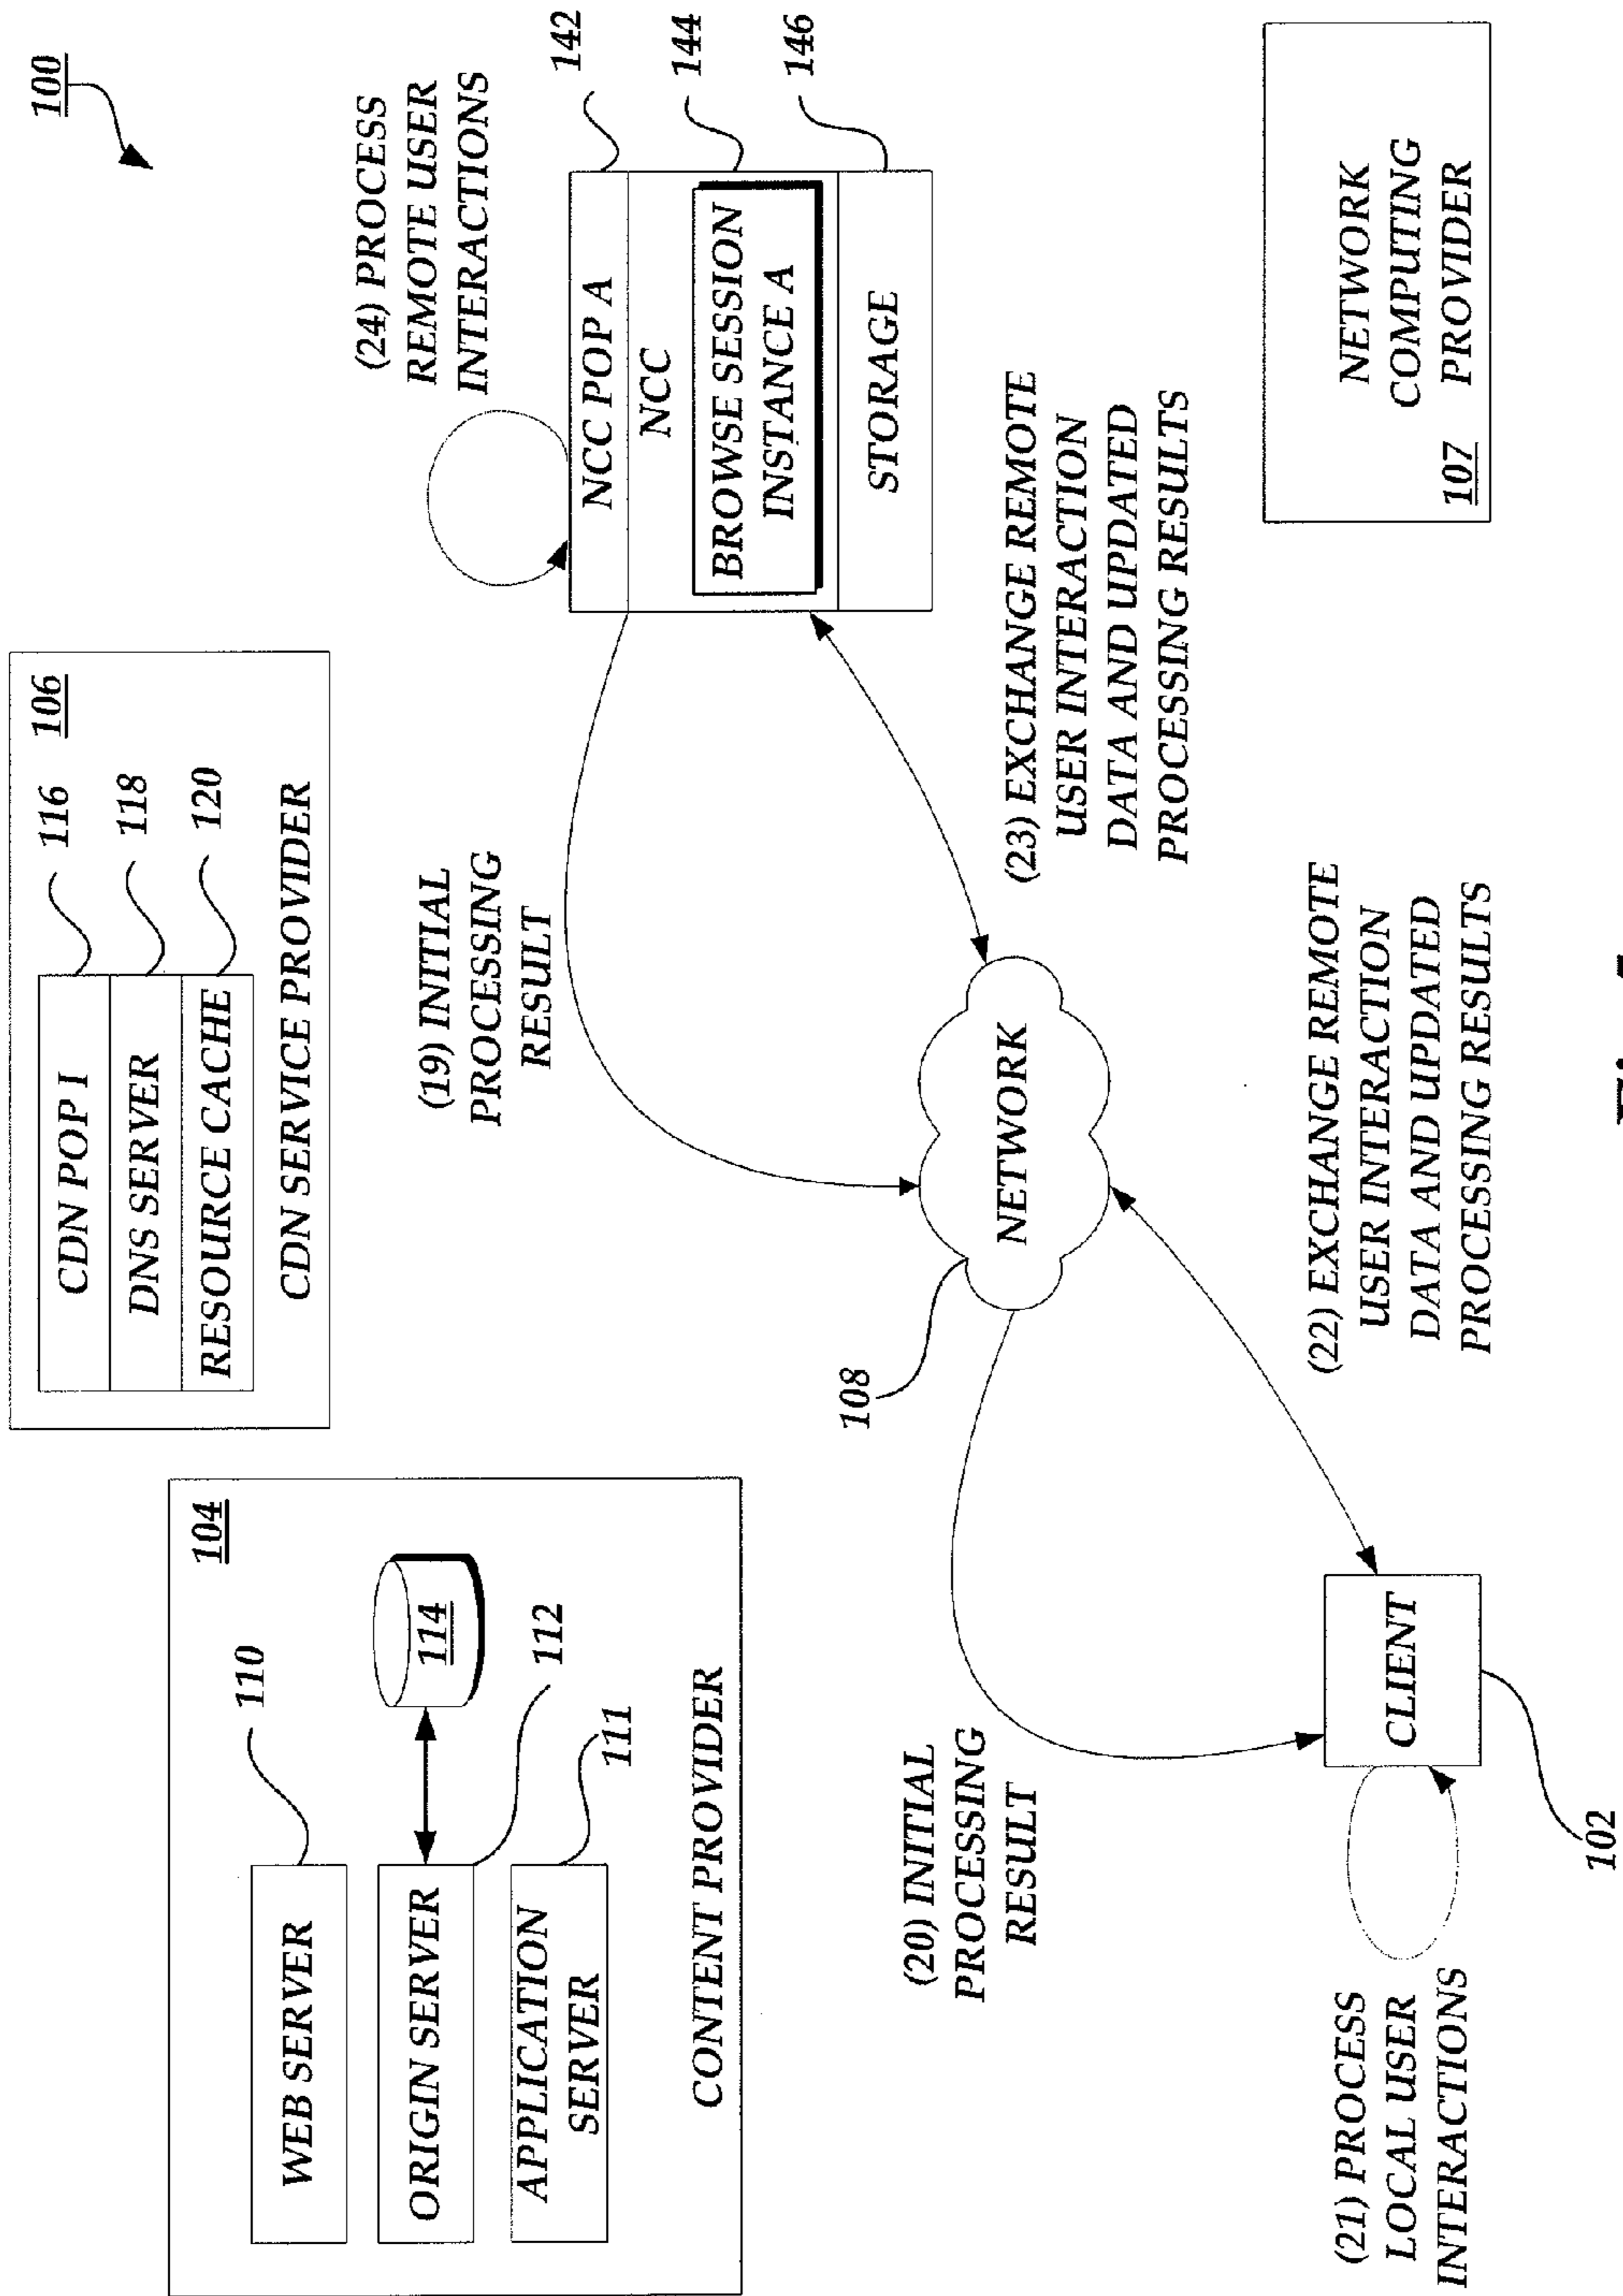 100
104
WEB SERVER
110
ORIGIN SERVER
114
112
APPLICATION
SERVER
111
CONTENT PROVIDER
106
CDN POP I
116
DNS SERVER
118
RESOURCE CACHE
120
CDN SERVICE PROVIDER
(24) PROCESS
REMOTE USER
INTERACTIONS
(19) INITIAL
PROCESSING
RESULT
NCC POP A
142
NCC
BROWSE SESSION
INSTANCE A
144
STORAGE
146
108
NETWORK
(20) INITIAL
PROCESSING
RESULT
(23) EXCHANGE REMOTE
USER INTERACTION
DATA AND UPDATED
PROCESSING RESULTS
(21) PROCESS
LOCAL USER
INTERACTIONS
CLIENT
102
(22) EXCHANGE REMOTE
USER INTERACTION
DATA AND UPDATED
PROCESSING RESULTS
NETWORK
COMPUTING
PROVIDER
107